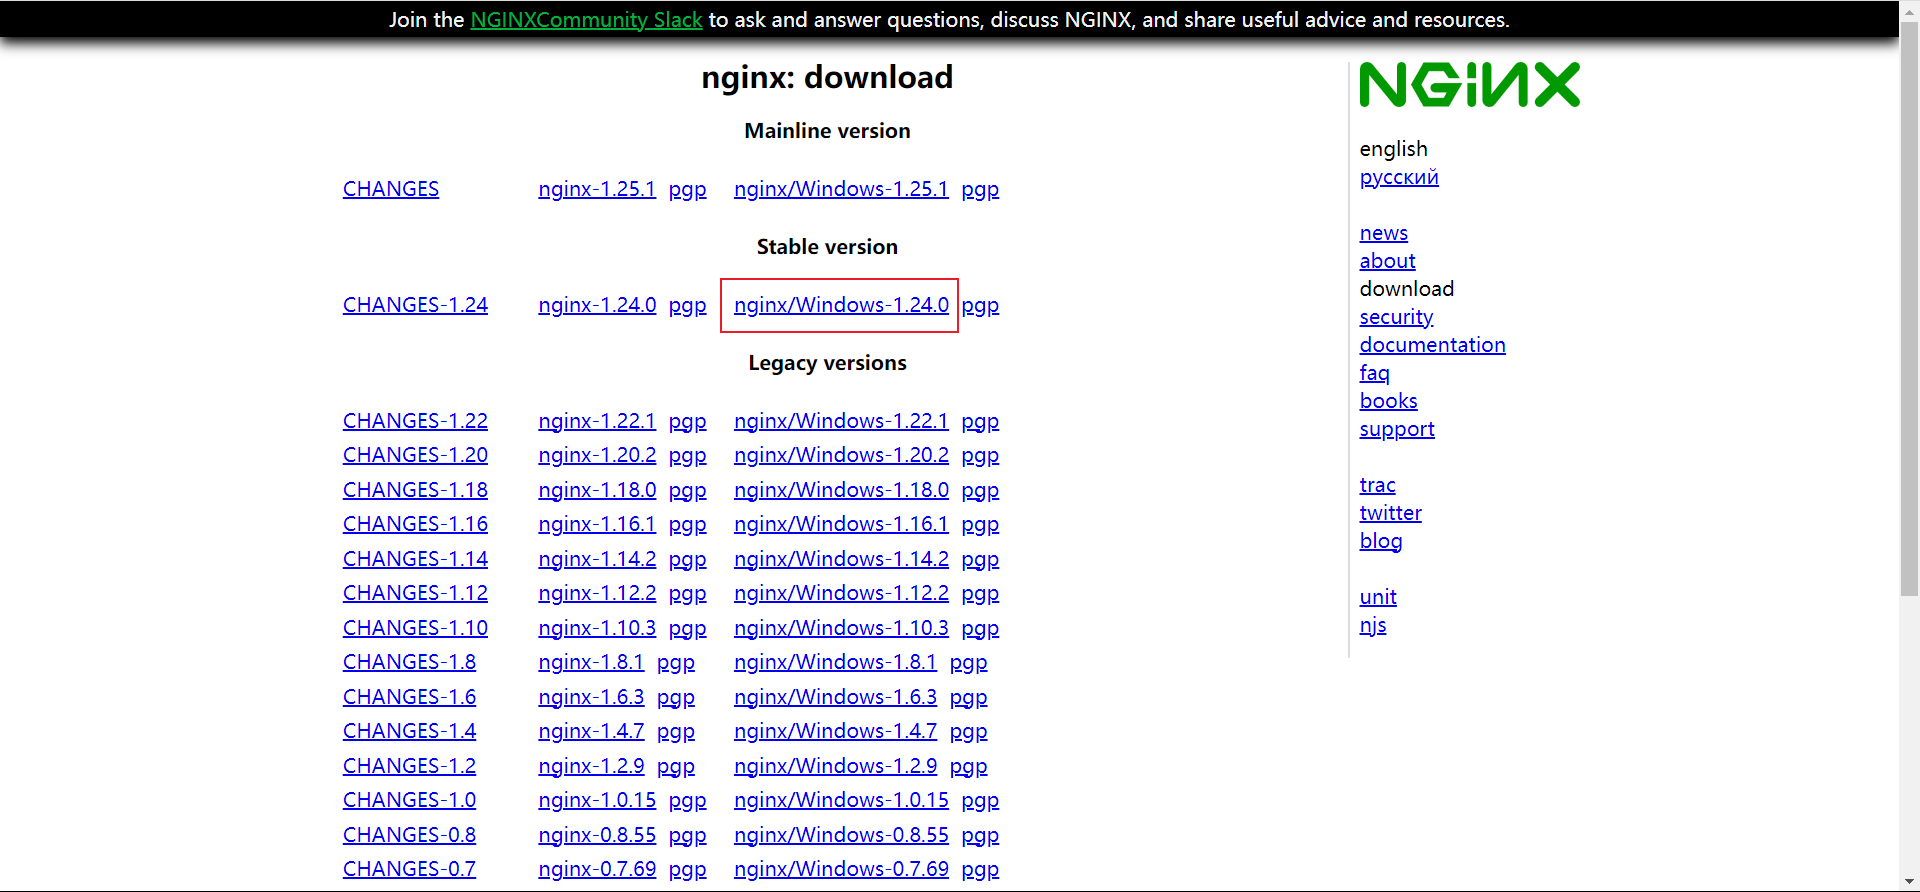 Join the NGINXCommunity Slack to ask and answer questions, discuss NGINX, and share useful advice and resources.
nginx: download
Mainline version
CHANGES nginx-1.25.1 pgp nginx/Windows-1.25.1 pgp
Stable version
CHANGES-1.24 nginx-1.24.0 pgp nginx/Windows-1.24.0 pgp
Legacy versions
CHANGES-1.22 nginx-1.22.1 pgp nginx/Windows-1.22.1 pgp
CHANGES-1.20 nginx-1.20.2 pgp nginx/Windows-1.20.2 pgp
CHANGES-1.18 nginx-1.18.0 pgp nginx/Windows-1.18.0 pgp
CHANGES-1.16 nginx-1.16.1 pgp nginx/Windows-1.16.1 pgp
CHANGES-1.14 nginx-1.14.2 pgp nginx/Windows-1.14.2 pgp
CHANGES-1.12 nginx-1.12.2 pgp nginx/Windows-1.12.2 pgp
CHANGES-1.10 nginx-1.10.3 pgp nginx/Windows-1.10.3 pgp
CHANGES-1.8 nginx-1.8.1 pgp nginx/Windows-1.8.1 pgp
CHANGES-1.6 nginx-1.6.3 pgp nginx/Windows-1.6.3 pgp
CHANGES-1.4 nginx-1.4.7 pgp nginx/Windows-1.4.7 pgp
CHANGES-1.2 nginx-1.2.9 pgp nginx/Windows-1.2.9 pgp
CHANGES-1.0 nginx-1.0.15 pgp nginx/Windows-1.0.15 pgp
CHANGES-0.8 nginx-0.8.55 pgp nginx/Windows-0.8.55 pgp
CHANGES-0.7 nginx-0.7.69 pgp nginx/Windows-0.7.69 pgp
NGiNX
english
русский
news
about
download
security
documentation
faq
books
support
trac
twitter
blog
unit
njs